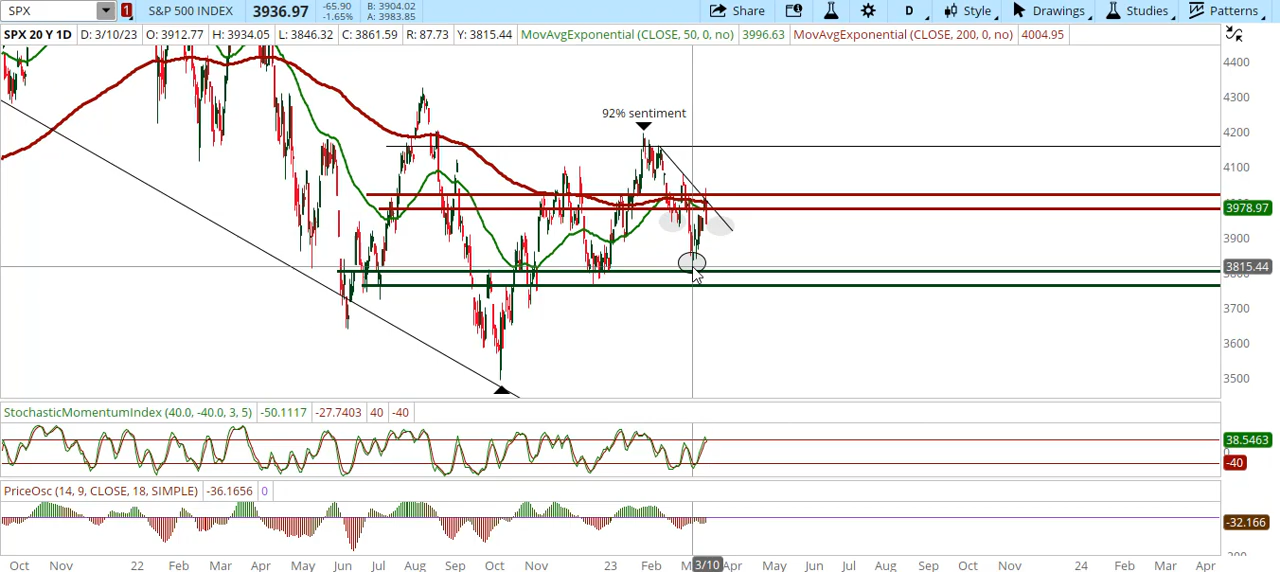 SPX 1 S&P 500 INDEX 3936.97 -65.90 B: 3904.02 Share D Style Drawings Studies Patterns
-1.65% A: 3983.85
SPX 20 Y 1D D: 3/10/23 O: 3912.77 H: 3934.05 L: 3846.32 C: 3861.59 R: 87.73 Y: 3815.44 MovAvgExponential (CLOSE, 50, 0, no) 3996.63 MovAvgExponential (CLOSE, 200, 0, no) 4004.95
4400
4300
92% sentiment
4200
4100
4000
3978.97
3900
3815.44
3700
3600
3500
StochasticMomentumIndex (40.0, -40.0, 3, 5) -50.1117 -27.7403 40 -40
38.5463
-40
PriceOsc (14, 9, CLOSE, 18, SIMPLE) -36.1656 0
-32.166
Oct Nov 22 Feb Mar Apr May Jun Jul Aug Sep Oct Nov 23 Feb 3/10 Apr May Jun Jul Aug Sep Oct Nov 24 Feb Mar Apr